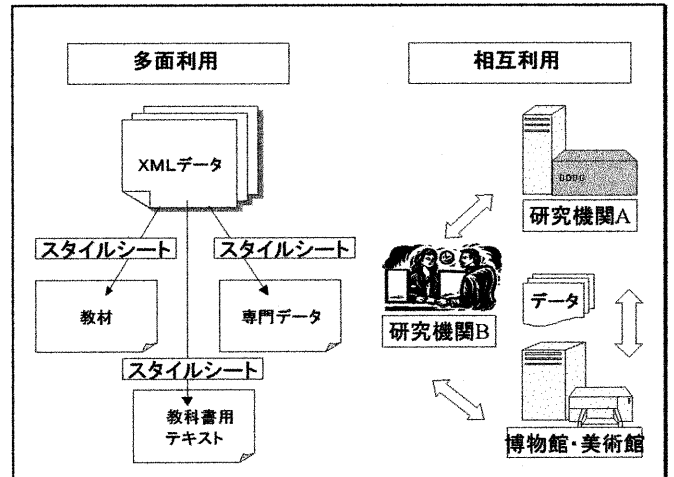 多面利用
XMLデータ
スタイルシート
スタイルシート
教材
専門データ
スタイルシート
教科書用
テキスト
相互利用
研究機関A
研究機関B
データ
博物館・美術館